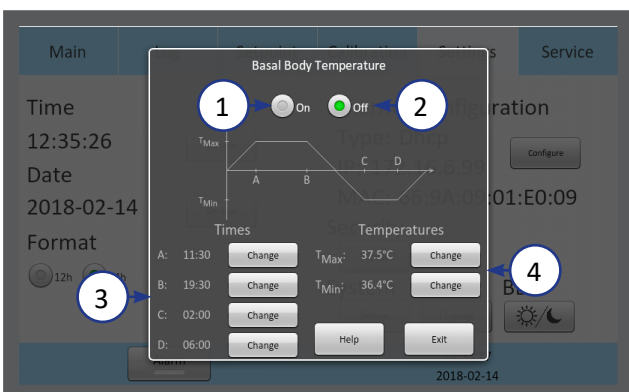 Main
Settings
Service
Basal Body Temperature
1
On
Off
2
Time
12:35:26
Date
2018-02-14
Format
12h
Configure
:01:E0:09
TMax
A
B
C
D
TMin
Times
Temperatures
A: 11:30 Change
TMax: 37.5°C Change
B: 19:30 Change
TMin: 36.4°C Change
C: 02:00 Change
D: 06:00 Change
Help
Exit
3
4
Alarm
2018-02-14